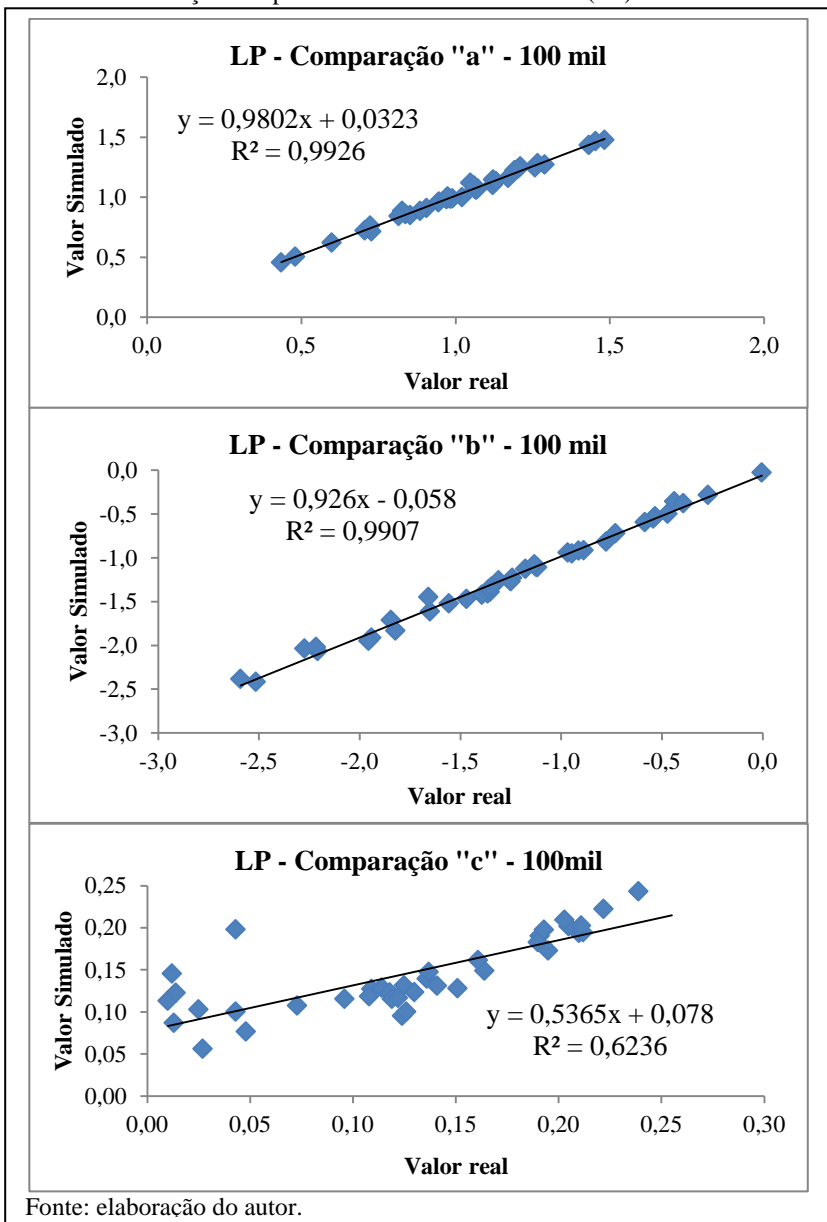 LP - Comparação "a" - 100 mil
y = 0,9802x + 0,0323
R² = 0,9926
Valor Simulado
2,0
1,5
1,0
0,5
0,0
0,0 0,5 1,0 1,5 2,0
Valor real
LP - Comparação "b" - 100 mil
y = 0,926x - 0,058
R² = 0,9907
Valor Simulado
0,0
-0,5
-1,0
-1,5
-2,0
-2,5
-3,0
-3,0 -2,5 -2,0 -1,5 -1,0 -0,5 0,0
Valor real
LP - Comparação "c" - 100mil
Valor Simulado
0,25
0,20
0,15
0,10
0,05
0,00
y = 0,5365x + 0,078
R² = 0,6236
0,00 0,05 0,10 0,15 0,20 0,25 0,30
Valor real
Fonte: elaboração do autor.